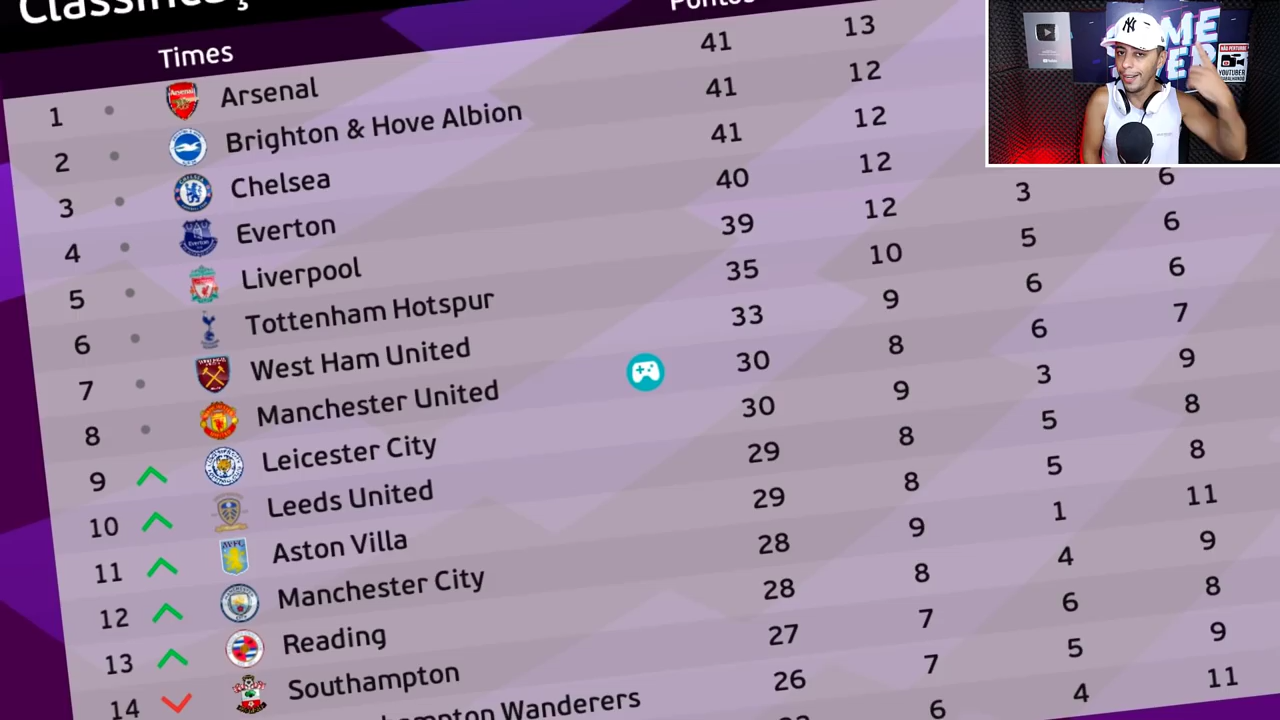 Times
1 Arsenal 41 13
2 Brighton & Hove Albion 41 12
3 Chelsea 41 12
4 Everton 40 12
5 Liverpool 39 12 3 6
6 Tottenham Hotspur 35 10 5 6
7 West Ham United 33 9 6 6
8 Manchester United 30 8 6 7
9 Leicester City 30 9 3 9
10 Leeds United 29 8 5 8
11 Aston Villa 29 8 5 8
12 Manchester City 28 9 1 11
13 Reading 28 8 4 9
14 Southampton 27 7 6 8
Wanderers 26 7 5 9
6 4 11
NÃO PERTURBE
YOUTUBER